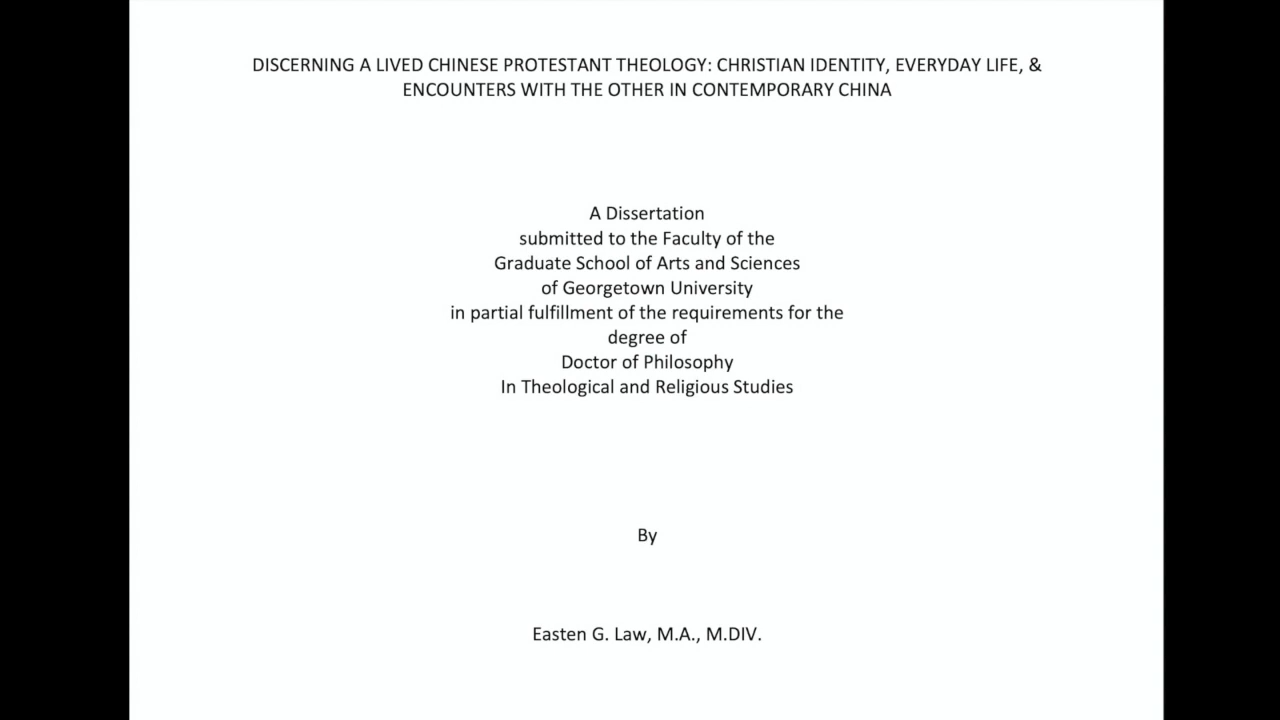 DISCERNING A LIVED CHINESE PROTESTANT THEOLOGY: CHRISTIAN IDENTITY, EVERYDAY LIFE, &
ENCOUNTERS WITH THE OTHER IN CONTEMPORARY CHINA
A Dissertation
submitted to the Faculty of the
Graduate School of Arts and Sciences
of Georgetown University
in partial fulfillment of the requirements for the
degree of
Doctor of Philosophy
In Theological and Religious Studies
By
Easten G. Law, M.A., M.DIV.